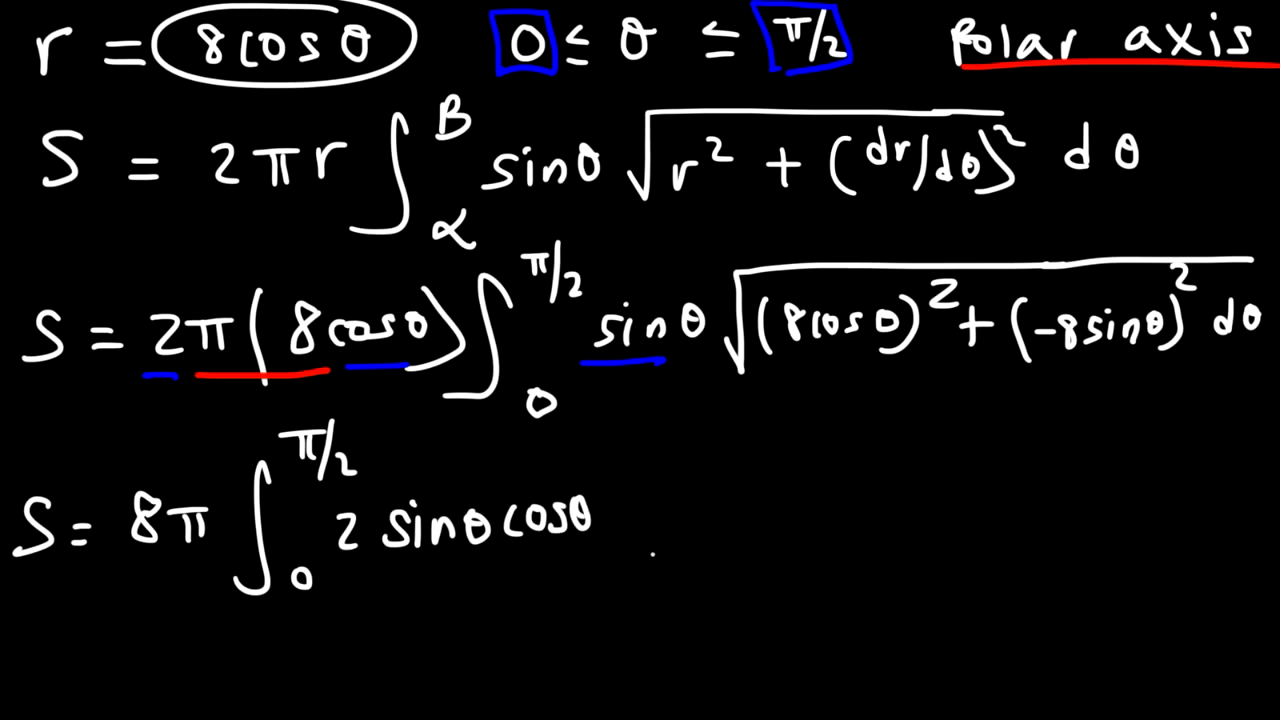 r = 8cosθ 0 ≤ θ ≤ π/2 Polar axis
S = 2πr ∫_α^β sinθ √(r² + (dr/dθ)²) dθ
S = 2π(8cosθ) ∫_0^{π/2} sinθ √((8cosθ)² + (-8sinθ)²) dθ
S = 8π ∫_0^{π/2} 2 sinθ cosθ